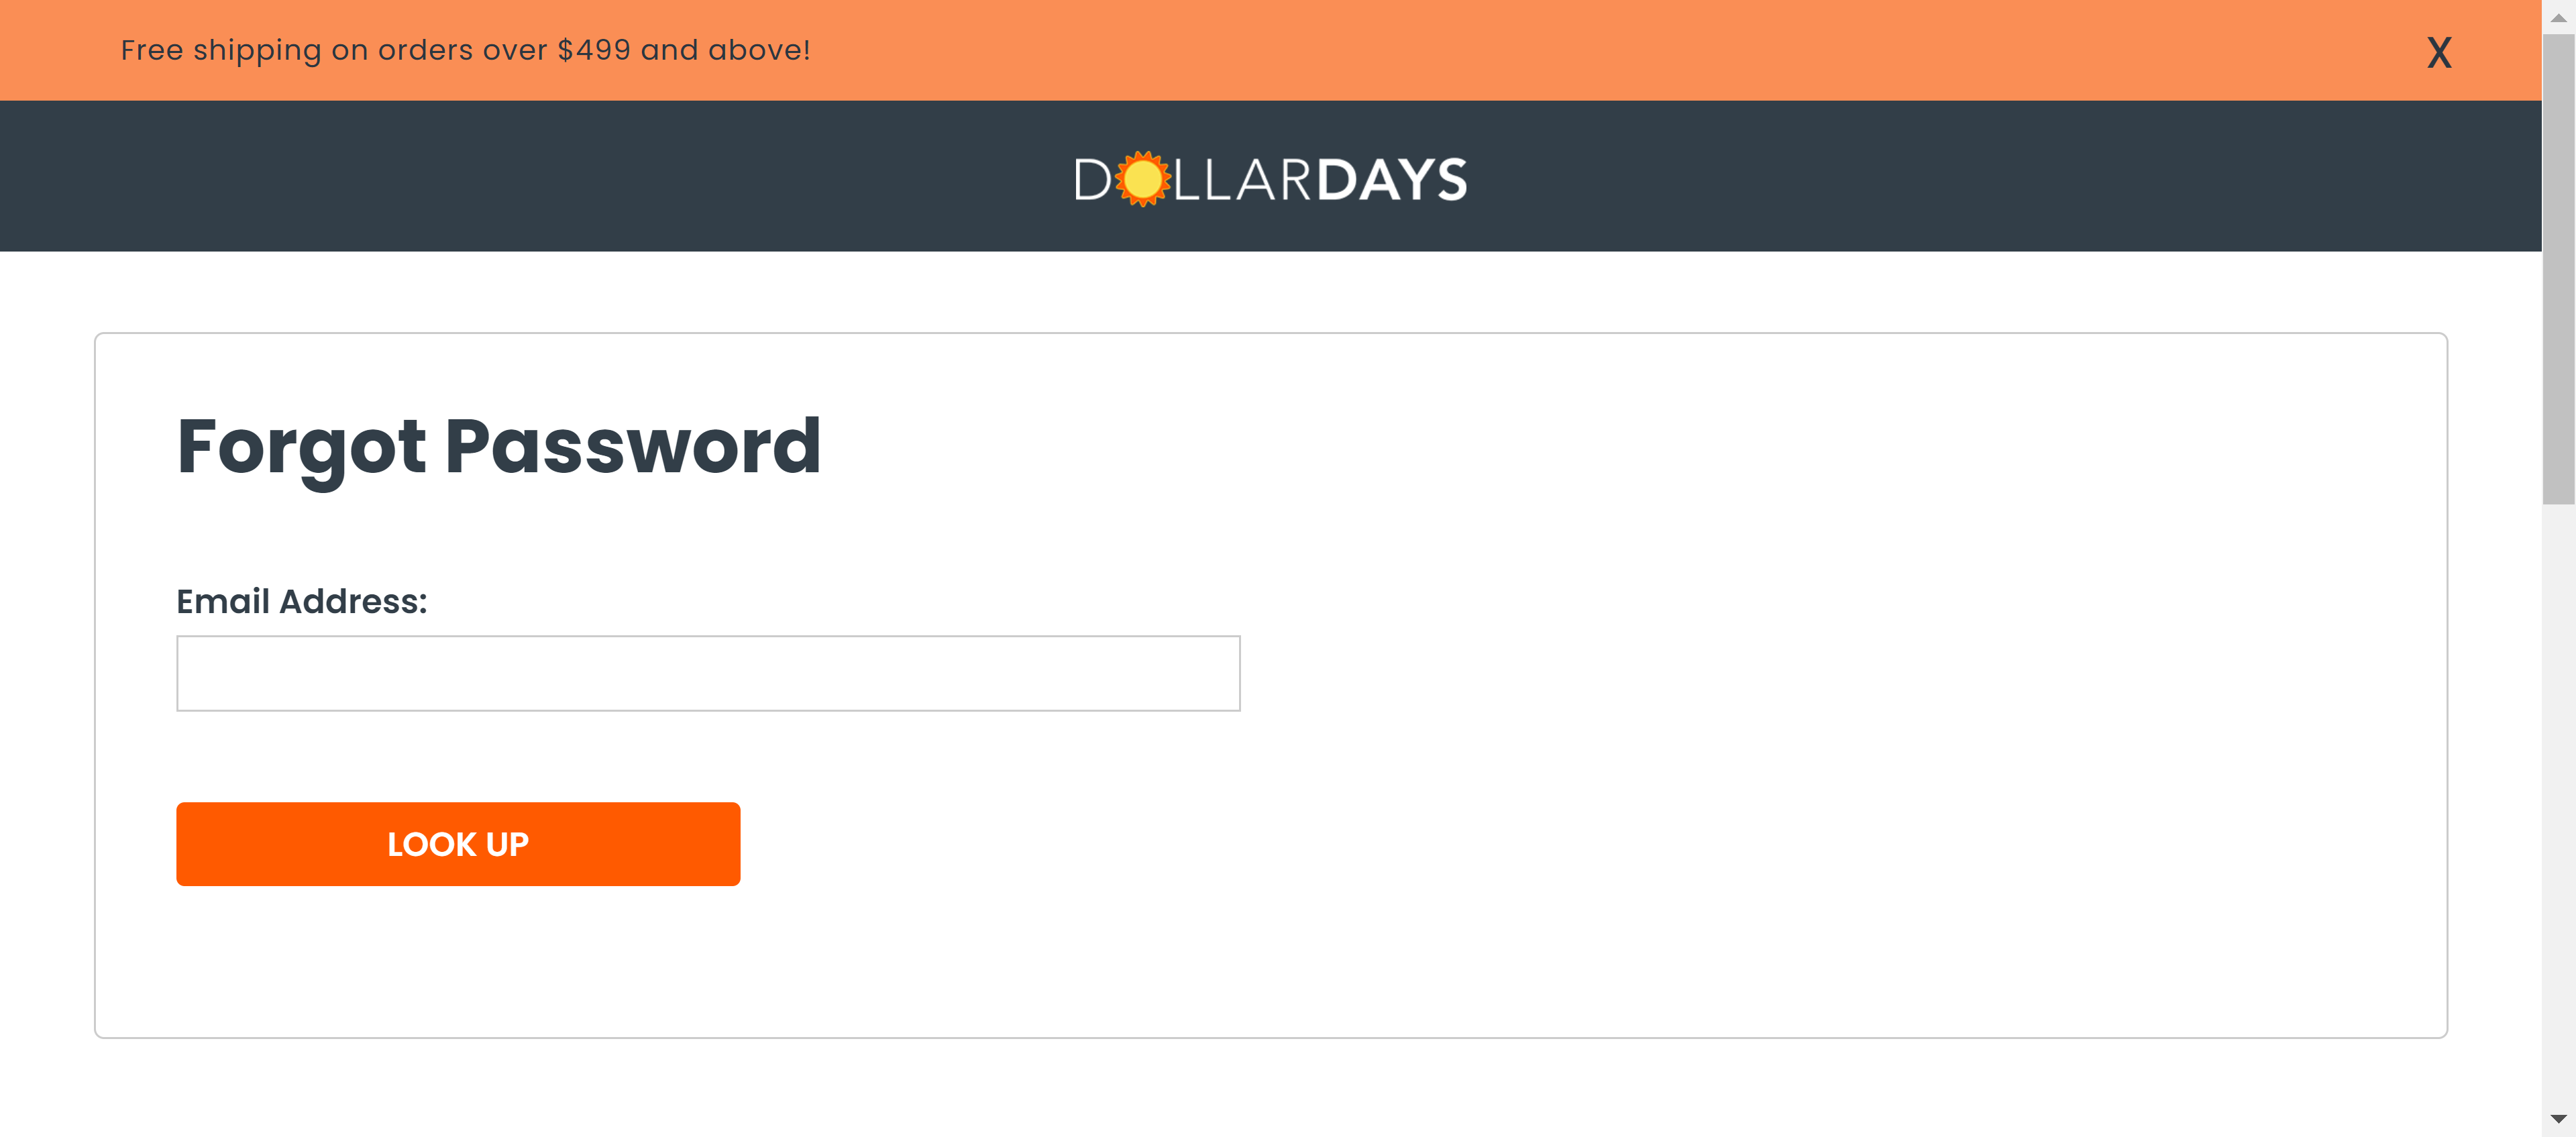 Free shipping on orders over $499 and above!
X
DOLLARDAYS
Forgot Password
Email Address:
LOOK UP